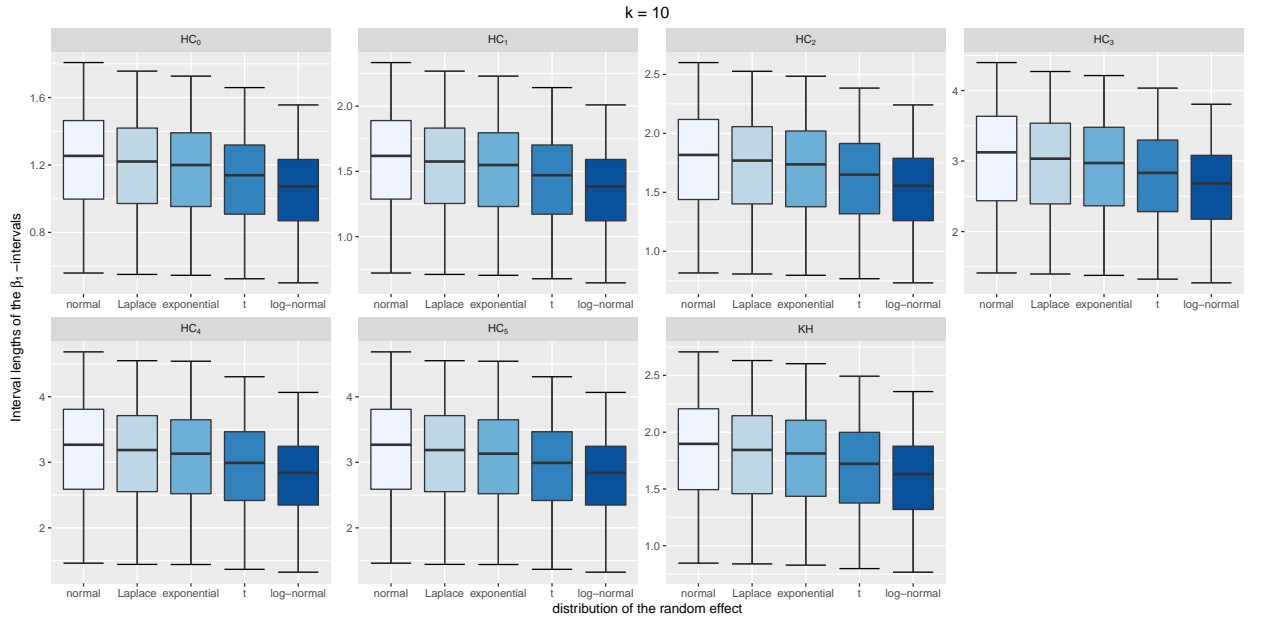 k = 10
HC₀
HC₁
HC₂
HC₃
1.6
1.2
0.8
2.0
1.5
1.0
2.5
2.0
1.5
1.0
4
3
2
normal Laplace exponential t log−normal
normal Laplace exponential t log−normal
normal Laplace exponential t log−normal
normal Laplace exponential t log−normal
HC₄
HC₅
KH
4
3
2
4
3
2
2.5
2.0
1.5
1.0
normal Laplace exponential t log−normal
normal Laplace exponential t log−normal
normal Laplace exponential t log−normal
Interval lengths of the β₁ −intervals
distribution of the random effect